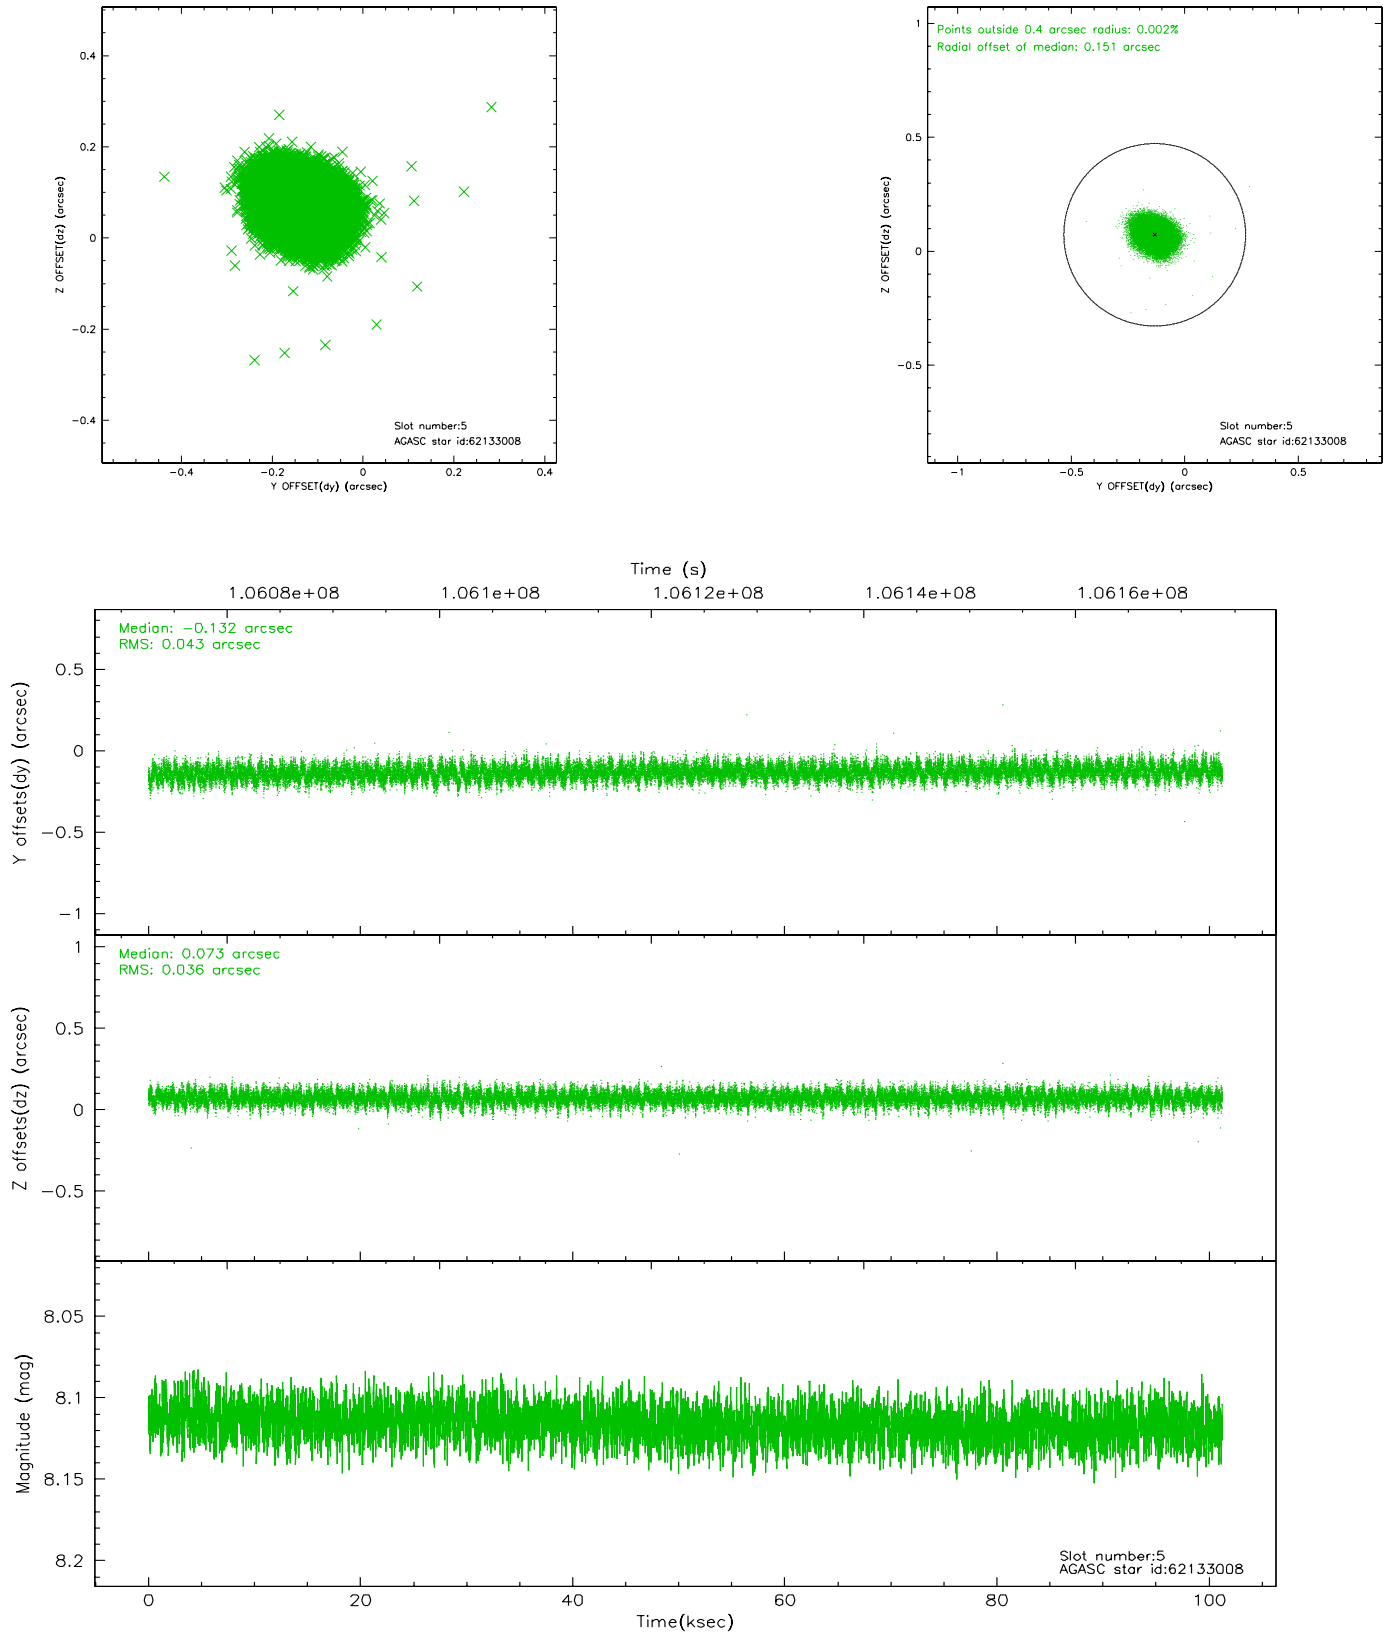 0.4
0.2
0
−0.2
−0.4
Z OFFSET(dz) (arcsec)
Slot number:5
AGASC star id:62133008
−0.4
−0.2
0
0.2
0.4
Y OFFSET(dy) (arcsec)
Points outside 0.4 arcsec radius: 0.002%
Radial offset of median: 0.151 arcsec
1
0.5
0
−0.5
Z OFFSET(dz) (arcsec)
Slot number:5
AGASC star id:62133008
−1
−0.5
0
0.5
Y OFFSET(dy) (arcsec)
Time (s)
1.0608e+08
1.061e+08
1.0612e+08
1.0614e+08
1.0616e+08
Median: −0.132 arcsec
RMS: 0.043 arcsec
0.5
0
−0.5
−1
Y offsets(dy) (arcsec)
Median: 0.073 arcsec
RMS: 0.036 arcsec
1
0.5
0
−0.5
Z offsets(dz) (arcsec)
8.05
8.1
8.15
8.2
Magnitude (mag)
Slot number:5
AGASC star id:62133008
0
20
40
60
80
100
Time(ksec)